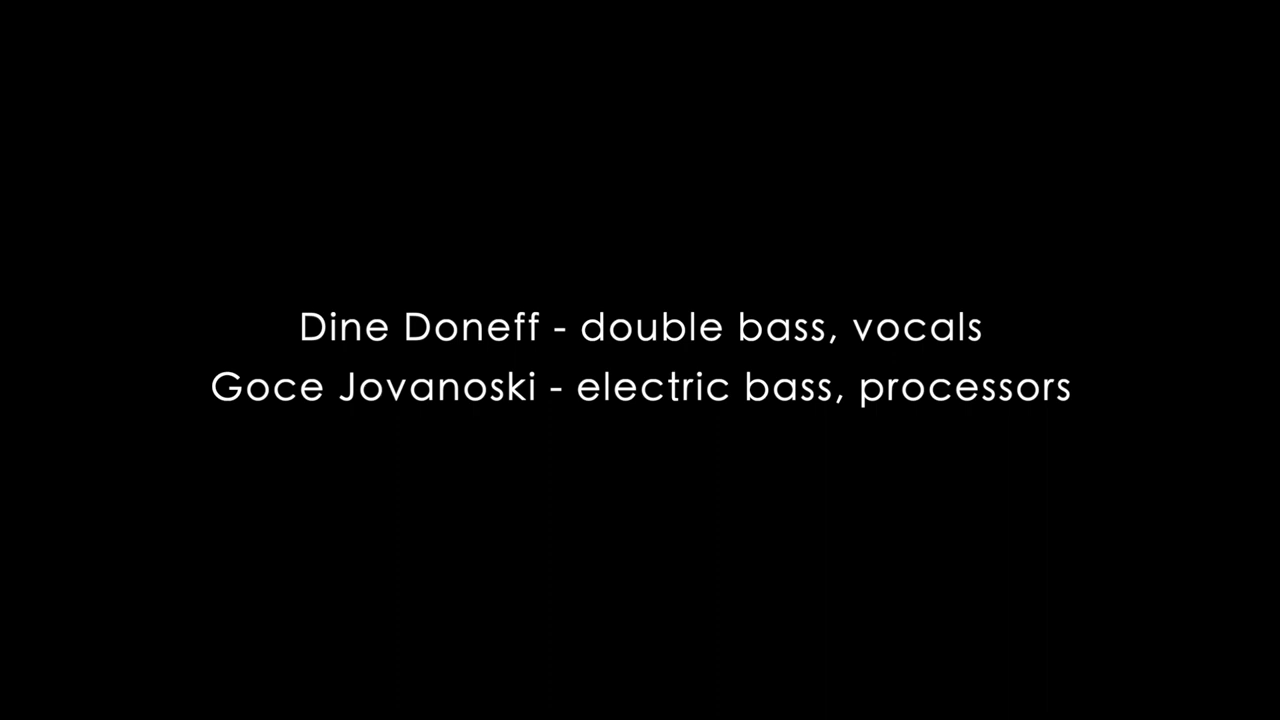 Dine Doneff - double bass, vocals
Goce Jovanoski - electric bass, processors